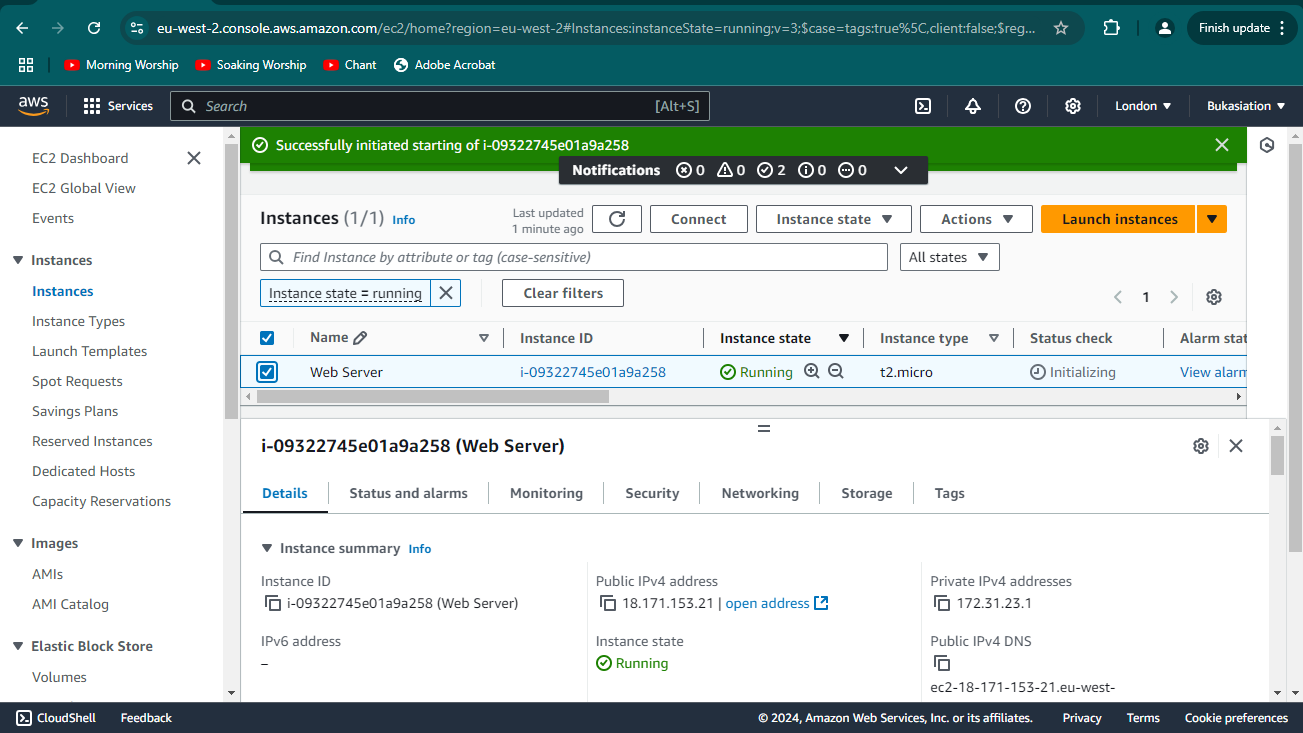 eu-west-2.console.aws.amazon.com/ec2/home?region=eu-west-2#Instances:instanceState=running;v=3;$case=tags:true%5C,client:false;$reg...
Finish update
Morning Worship
Soaking Worship
Chant
Adobe Acrobat
aws
Services
Search
[Alt+S]
London
Bukasiation
EC2 Dashboard
EC2 Global View
Events
Instances
Instances
Instance Types
Launch Templates
Spot Requests
Savings Plans
Reserved Instances
Dedicated Hosts
Capacity Reservations
Images
AMIs
AMI Catalog
Elastic Block Store
Volumes
Successfully initiated starting of i-09322745e01a9a258
Notifications 0 0 2 0 0
Instances (1/1) Info
Last updated
1 minute ago
Connect
Instance state
Actions
Launch instances
Find Instance by attribute or tag (case-sensitive)
All states
Instance state = running
Clear filters
1
Name Instance ID Instance state Instance type Status check Alarm stat
Web Server i-09322745e01a9a258 Running t2.micro Initializing View alarm
i-09322745e01a9a258 (Web Server)
Details Status and alarms Monitoring Security Networking Storage Tags
Instance summary Info
Instance ID
i-09322745e01a9a258 (Web Server)
Public IPv4 address
18.171.153.21 | open address
Private IPv4 addresses
172.31.23.1
IPv6 address
–
Instance state
Running
Public IPv4 DNS
ec2-18-171-153-21.eu-west-
CloudShell
Feedback
© 2024, Amazon Web Services, Inc. or its affiliates.
Privacy
Terms
Cookie preferences